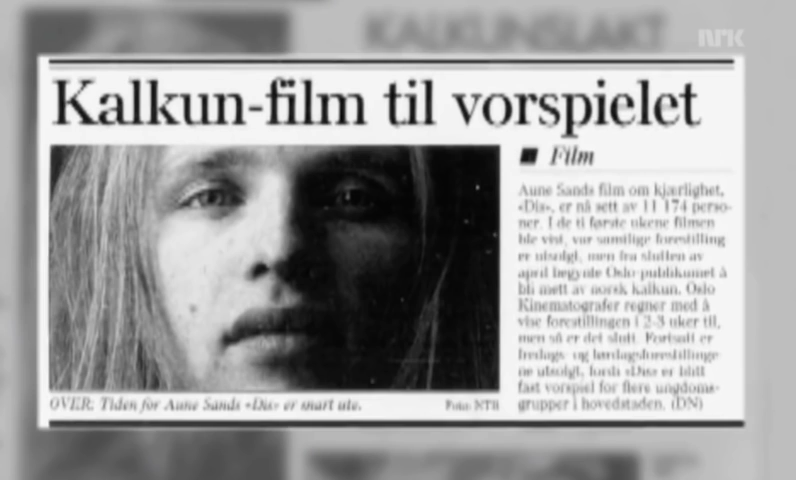 KALKUNSLAKT
nrk
Kalkun-film til vorspielet
■ Film
Aune Sands film om kjærlighet,
«Dis», er nå sett av 11 174 perso-
ner. I de ti første ukene filmen
ble vist, var samtlige forestilling
er utsolgt, men fra slutten av
april begynte Oslo-publikumet å
bli mett av norsk kalkun. Oslo
Kinematografer regner med å
vise forestillingen i 2-3 uker til,
men så er det slutt. Fortsatt er
fredags- og lørdagsforestillinge-
ne utsolgt, fordi «Dis» er blitt
fast vorspiel for flere ungdoms-
grupper i hovedstaden. (DN)
OVER: Tiden for Aune Sands «Dis» er snart ute.
Foto: NTB